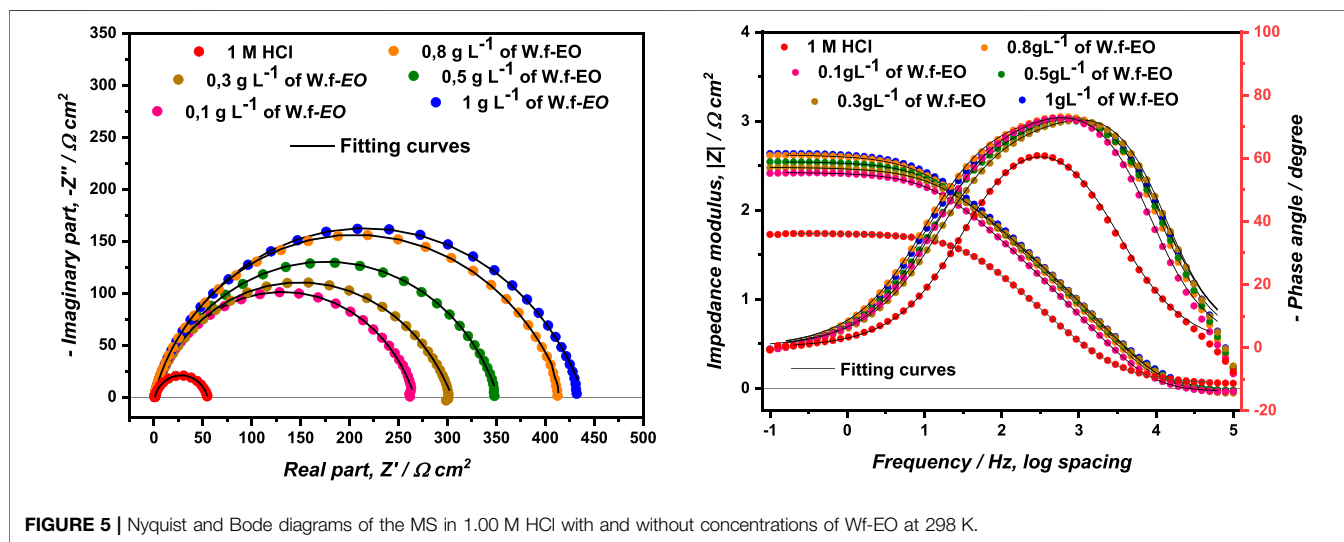 350
300
250
200
150
100
50
0
- Imaginary part, -Z'' / Ω cm²
1 M HCl
0,8 g L⁻¹ of W.f-EO
0,3 g L⁻¹ of W.f-EO
0,5 g L⁻¹ of W.f-EO
0,1 g L⁻¹ of W.f-EO
1 g L⁻¹ of W.f-EO
Fitting curves
0 50 100 150 200 250 300 350 400 450 500
Real part, Z' / Ω cm²
4
3
2
1
0
Impedance modulus, |Z| / Ω cm²
1 M HCl
0.8gL⁻¹ of W.f-EO
0.1gL⁻¹ of W.f-EO
0.5gL⁻¹ of W.f-EO
0.3gL⁻¹ of W.f-EO
1gL⁻¹ of W.f-EO
Fitting curves
100
80
60
40
20
0
-20
- Phase angle / degree
-1 0 1 2 3 4 5
Frequency / Hz, log spacing
FIGURE 5 | Nyquist and Bode diagrams of the MS in 1.00 M HCl with and without concentrations of Wf-EO at 298 K.